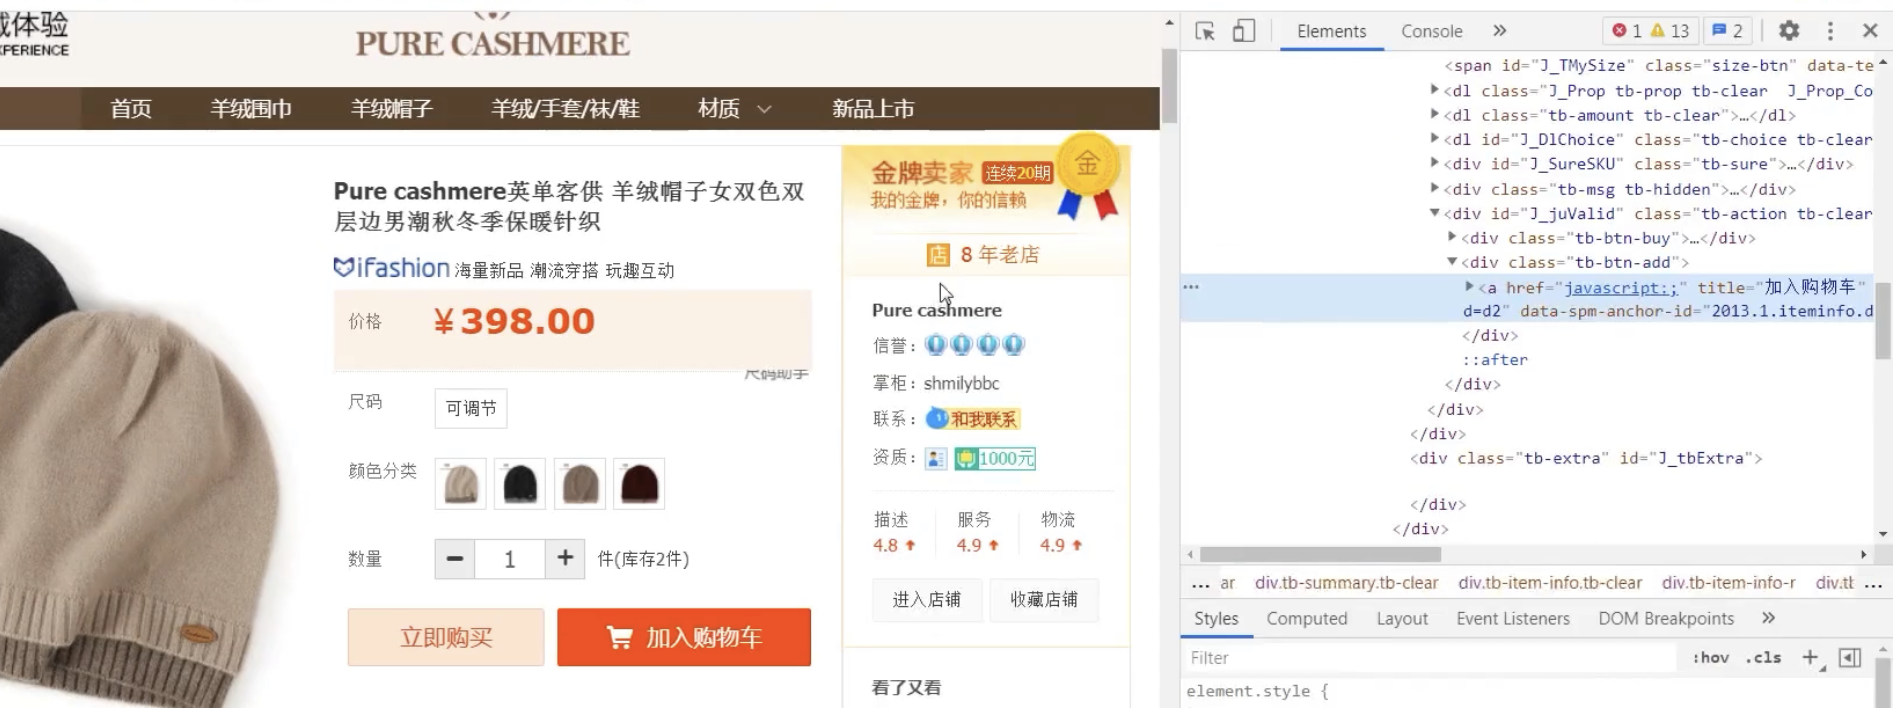 绒体验
XPERIENCE
PURE CASHMERE
首页 羊绒围巾 羊绒帽子 羊绒/手套/袜/鞋 材质 新品上市
Pure cashmere英单客供 羊绒帽子女双色双
层边男潮秋冬季保暖针织
ifashion 海量新品 潮流穿搭 玩趣互动
价格 ¥398.00
尺码助手
尺码 可调节
颜色分类
数量 − 1 + 件(库存2件)
立即购买 加入购物车
金牌卖家 连续20期 金
我的金牌，你的信赖
店 8 年老店
Pure cashmere
信誉：
掌柜：shmilybbc
联系：和我联系
资质：1000元
描述 服务 物流
4.8 4.9 4.9
进入店铺 收藏店铺
看了又看
Elements Console » 1 13 2
<span id="J_TMySize" class="size-btn" data-te
<dl class="J_Prop tb-prop tb-clear  J_Prop_Co
<dl class="tb-amount tb-clear">…</dl>
<dl id="J_DlChoice" class="tb-choice tb-clear
<div id="J_SureSKU" class="tb-sure">…</div>
<div class="tb-msg tb-hidden">…</div>
<div id="J_juValid" class="tb-action tb-clear
<div class="tb-btn-buy">…</div>
<div class="tb-btn-add">
<a href="javascript:;" title="加入购物车"
d=d2" data-spm-anchor-id="2013.1.iteminfo.d
</div>
::after
</div>
</div>
</div>
<div class="tb-extra" id="J_tbExtra">
</div>
</div>
... ar div.tb-summary.tb-clear div.tb-item-info.tb-clear div.tb-item-info-r div.tb ...
Styles Computed Layout Event Listeners DOM Breakpoints »
Filter :hov .cls +
element.style {